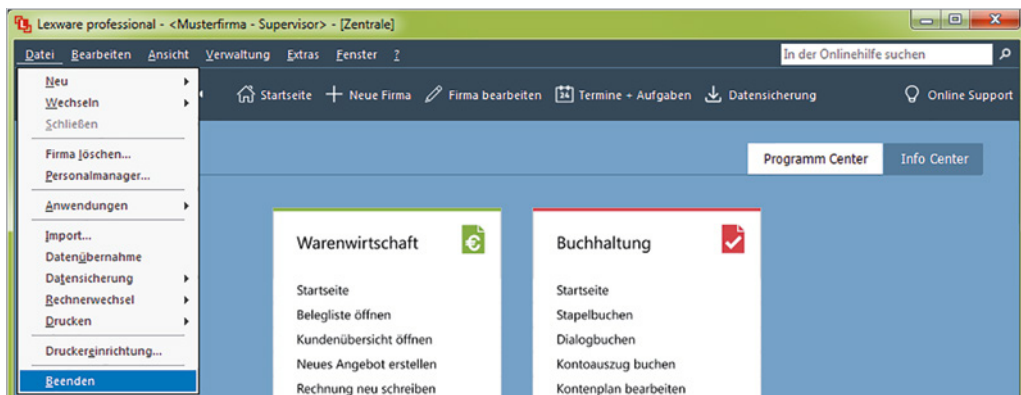 Lexware professional - <Musterfirma - Supervisor> - [Zentrale]
Datei Bearbeiten Ansicht Verwaltung Extras Fenster ?
In der Onlinehilfe suchen
Neu
Wechseln
Schließen
Firma löschen...
Personalmanager...
Anwendungen
Import...
Datenübernahme
Datensicherung
Rechnerwechsel
Drucken
Druckereinrichtung...
Beenden
Startseite Neue Firma Firma bearbeiten 24 Termine + Aufgaben Datensicherung Online Support
Programm Center Info Center
Warenwirtschaft €
Startseite
Belegliste öffnen
Kundenübersicht öffnen
Neues Angebot erstellen
Rechnung neu schreiben
Buchhaltung
Startseite
Stapelbuchen
Dialogbuchen
Kontoauszug buchen
Kontenplan bearbeiten